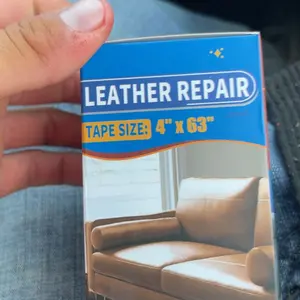 LEATHER REPAIR
TAPE SIZE: 4" x 63"